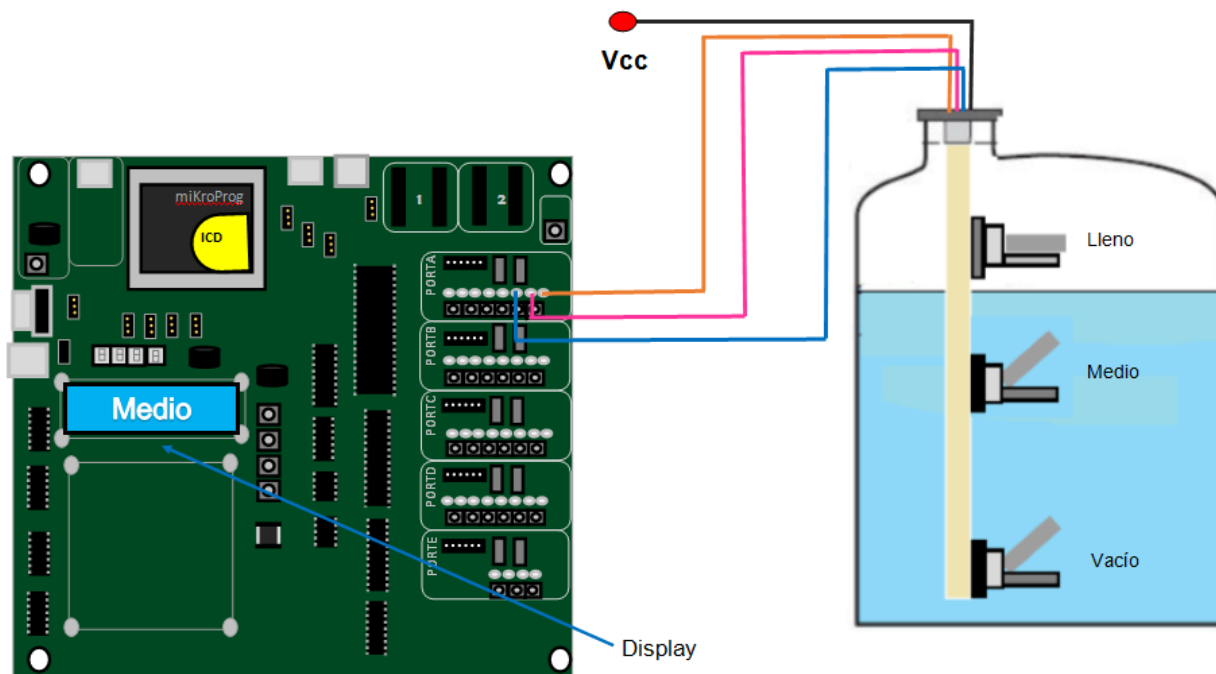 Vcc
miKroProg
ICD
1
2
PORTA
PORTB
PORTC
PORTD
PORTE
Medio
Display
Lleno
Medio
Vacío